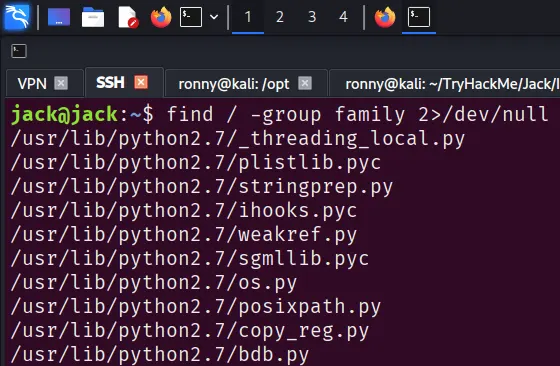 1 2 3 4
VPN SSH ronny@kali: /opt ronny@kali: ~/TryHackMe/Jack/
jack@jack:~$ find / -group family 2>/dev/null
/usr/lib/python2.7/_threading_local.py
/usr/lib/python2.7/plistlib.pyc
/usr/lib/python2.7/stringprep.py
/usr/lib/python2.7/ihooks.pyc
/usr/lib/python2.7/weakref.py
/usr/lib/python2.7/sgmllib.pyc
/usr/lib/python2.7/os.py
/usr/lib/python2.7/posixpath.py
/usr/lib/python2.7/copy_reg.py
/usr/lib/python2.7/bdb.py